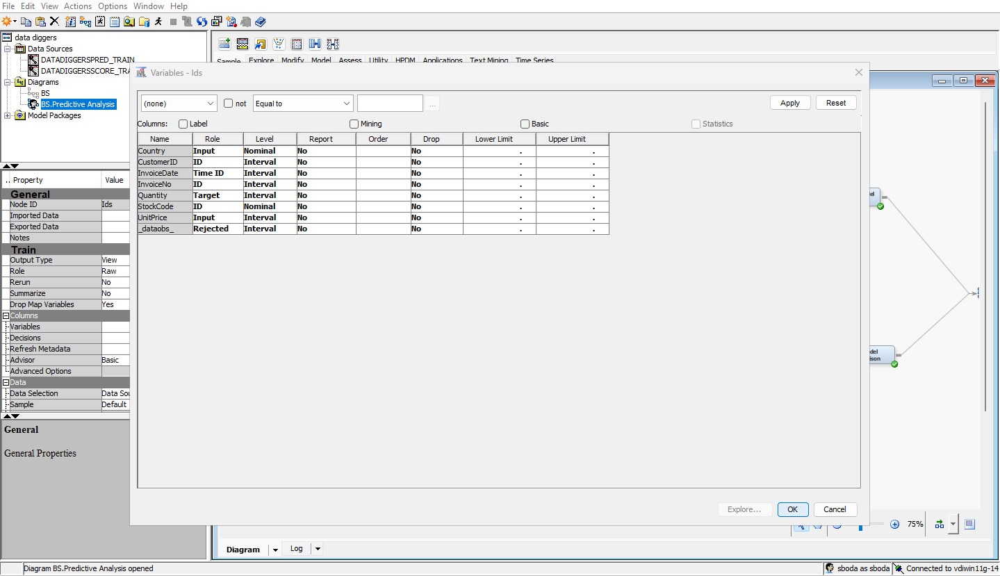 File Edit View Actions Options Window Help
data diggers
Data Sources
DATADIGGERSPRED_TRAIN
DATADIGGERSSCORE_TRA
Diagrams
BS
BS.Predictive Analysis
Model Packages
Sample Explore Modify Model Assess Utility HPDM Applications Text Mining Time Series
Variables - Ids
(none) not Equal to ... Apply Reset
Columns: Label Mining Basic Statistics
Name Role Level Report Order Drop Lower Limit Upper Limit
Country Input Nominal No No . .
CustomerID ID Interval No No . .
InvoiceDate Time ID Interval No No . .
InvoiceNo ID Interval No No . .
Quantity Target Interval No No . .
StockCode ID Nominal No No . .
UnitPrice Input Interval No No . .
_dataobs_ Rejected Interval No No . .
Explore... OK Cancel
.. Property Value
General
Node ID Ids
Imported Data
Exported Data
Notes
Train
Output Type View
Role Raw
Rerun No
Summarize No
Drop Map Variables Yes
Columns
Variables
Decisions
Refresh Metadata
Advisor Basic
Advanced Options
Data
Data Selection Data Sou
Sample Default
General
General Properties
del
ison
75%
Diagram Log
Diagram BS.Predictive Analysis opened
sboda as sboda Connected to vdiwin11g-14